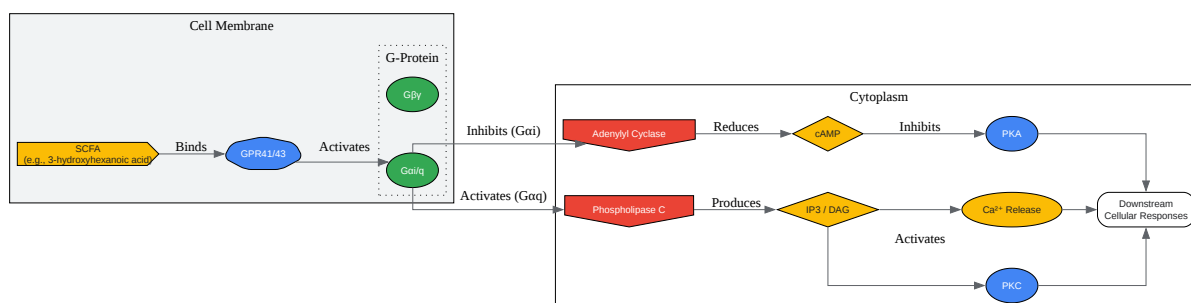 Cell Membrane
G-Protein
Gβγ
SCFA
(e.g., 3-hydroxyhexanoic acid)
Binds
GPR41/43
Activates
Gαi/q
Inhibits (Gαi)
Activates (Gαq)
Cytoplasm
Adenylyl Cyclase
Reduces
cAMP
Inhibits
PKA
Phospholipase C
Produces
IP3 / DAG
Ca²⁺ Release
Activates
PKC
Downstream
Cellular Responses